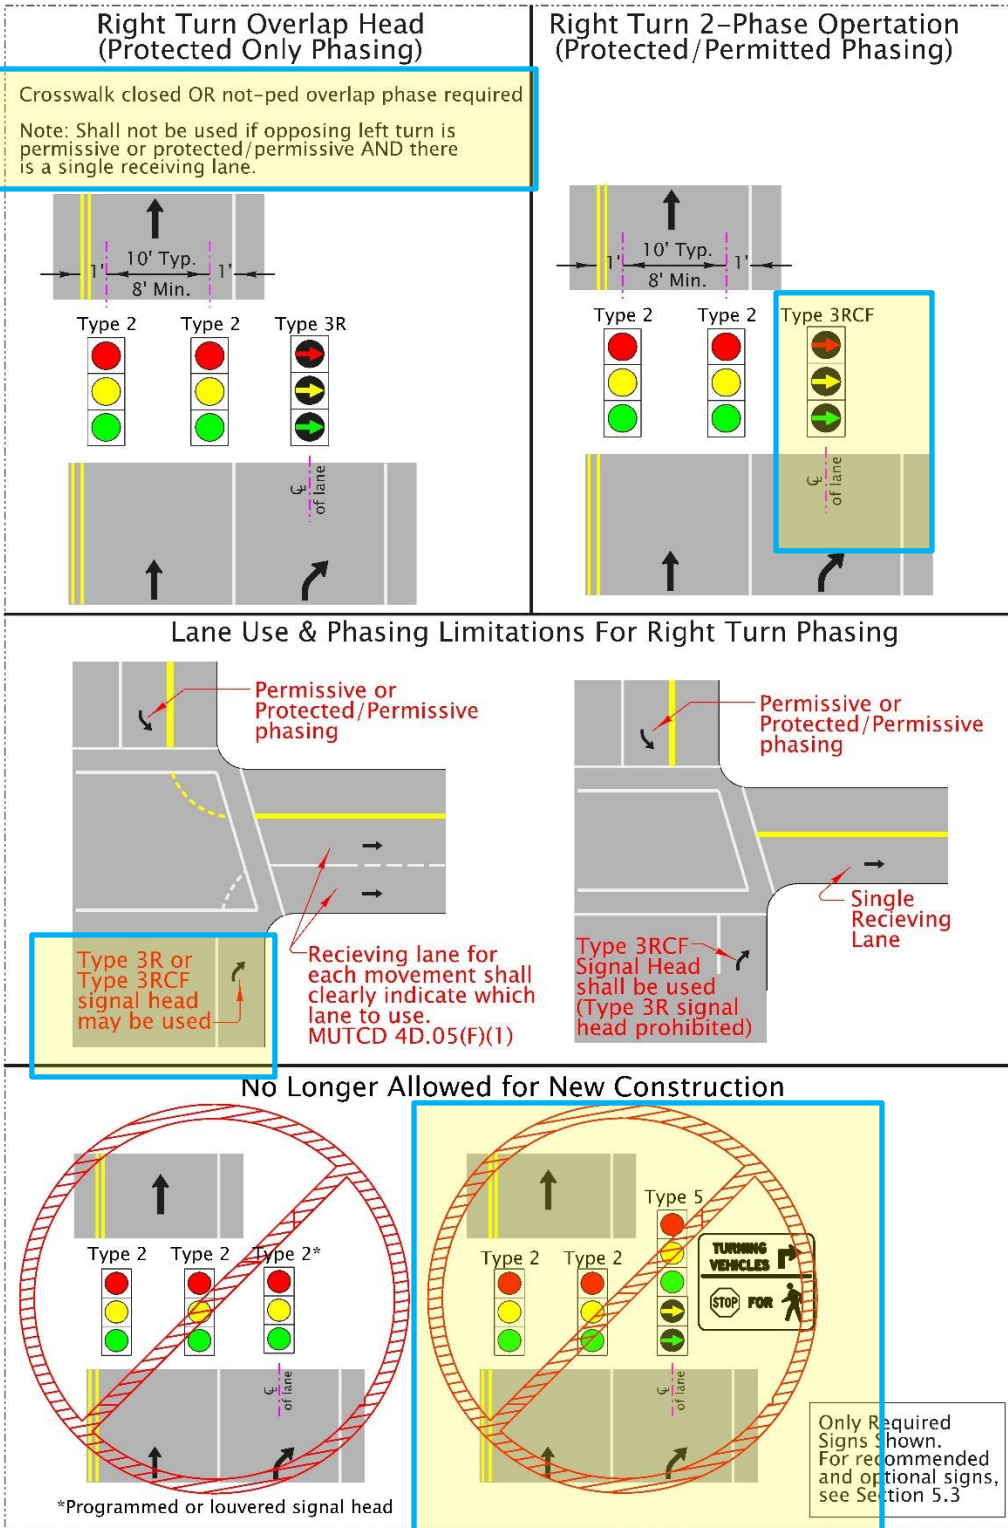 Right Turn Overlap Head
(Protected Only Phasing)
Crosswalk closed OR not-ped overlap phase required
Note: Shall not be used if opposing left turn is
permissive or protected/permissive AND there
is a single receiving lane.
1'
10' Typ.
8' Min.
1'
Type 2
Type 2
Type 3R
CL
of lane
Right Turn 2-Phase Opertation
(Protected/Permitted Phasing)
1'
10' Typ.
8' Min.
1'
Type 2
Type 2
Type 3RCF
CL
of lane
Lane Use & Phasing Limitations For Right Turn Phasing
Permissive or
Protected/Permissive
phasing
Type 3R or
Type 3RCF
signal head
may be used
Recieving lane for
each movement shall
clearly indicate which
lane to use.
MUTCD 4D.05(F)(1)
Permissive or
Protected/Permissive
phasing
Single
Recieving
Lane
Type 3RCF
Signal Head
shall be used
(Type 3R signal
head prohibited)
No Longer Allowed for New Construction
Type 2
Type 2
Type 2*
CL
of lane
*Programmed or louvered signal head
Type 2
Type 2
Type 5
TURNING
VEHICLES
STOP FOR
CL
of lane
Only Required
Signs Shown.
For recommended
and optional signs,
see Section 5.3